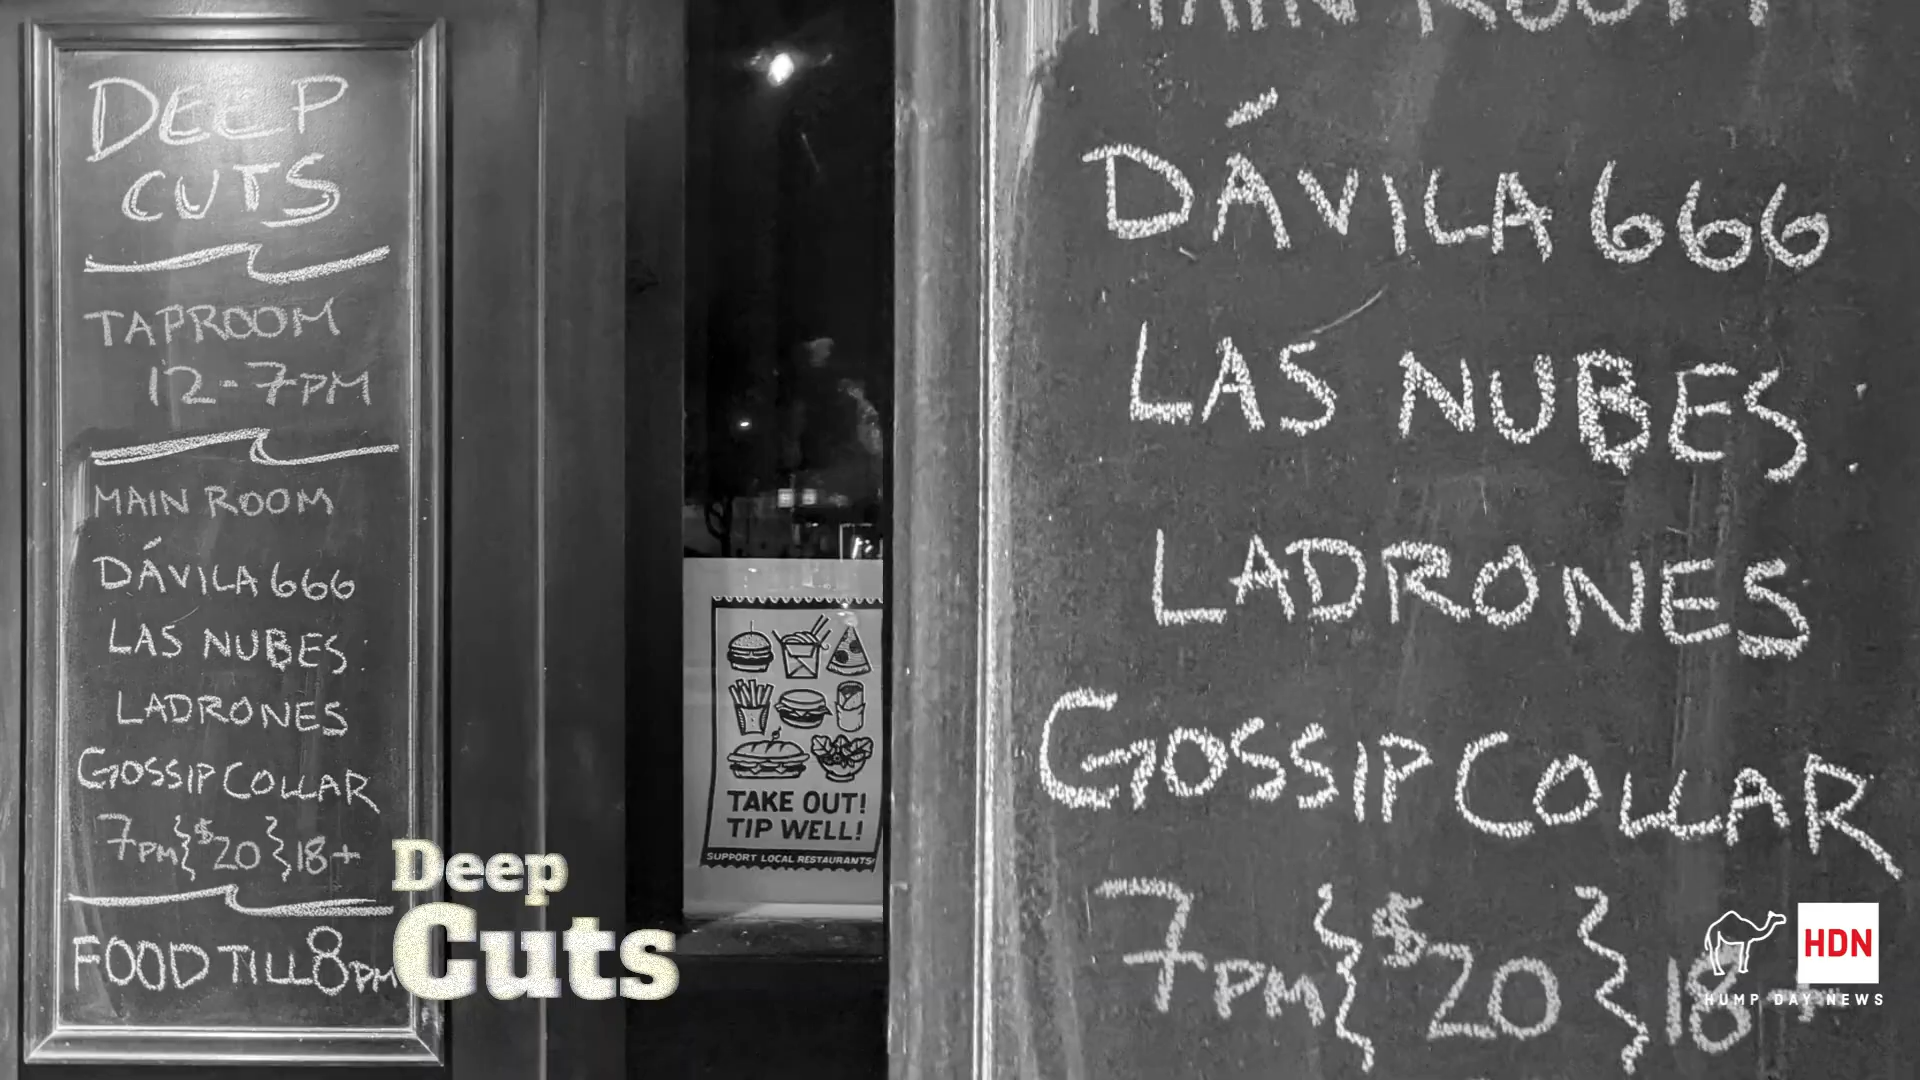 DEEP
CUTS
TAPROOM
12-7PM
MAIN ROOM
DÁVILA 666
LAS NUBES
LADRONES
GOSSIP COLLAR
7PM {$20} 18+
FOOD TILL 8PM
Deep
Cuts
TAKE OUT!
TIP WELL!
SUPPORT LOCAL RESTAURANTS!
MAIN ROOM
DÁVILA 666
LAS NUBES
LADRONES
GOSSIP COLLAR
7PM {$20} 18+
HDN
HUMP DAY NEWS